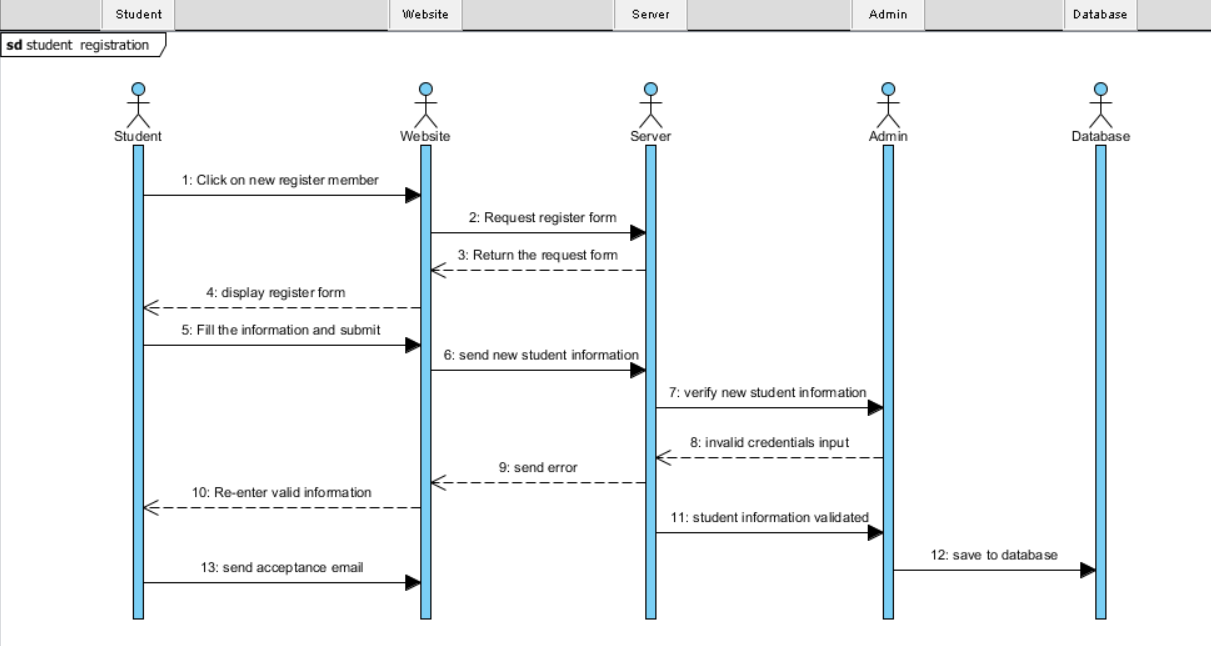 Student Website Server Admin Database
sd student registration
Student Website Server Admin Database
1: Click on new register member
2: Request register form
3: Return the request form
4: display register form
5: Fill the information and submit
6: send new student information
7: verify new student information
8: invalid credentials input
9: send error
10: Re-enter valid information
11: student information validated
12: save to database
13: send acceptance email